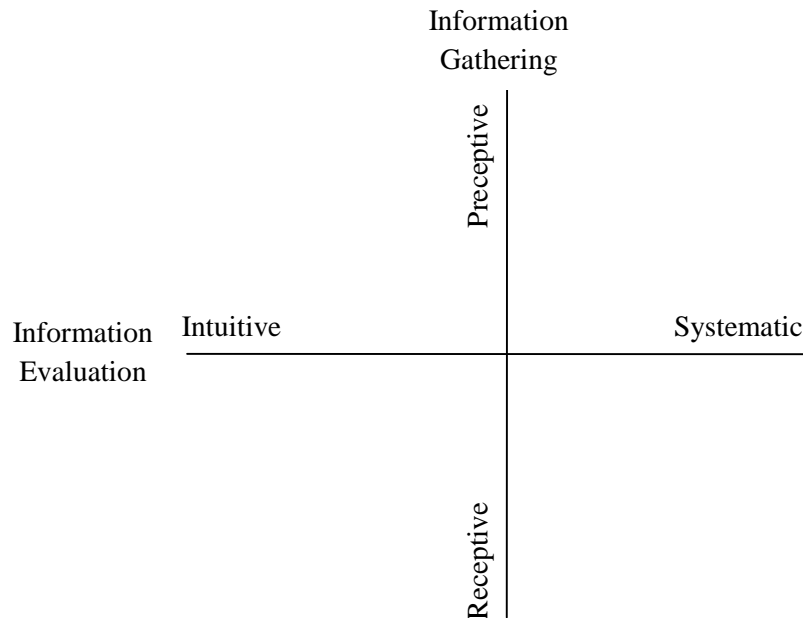 Information
Gathering
Preceptive
Intuitive
Systematic
Information
Evaluation
Receptive